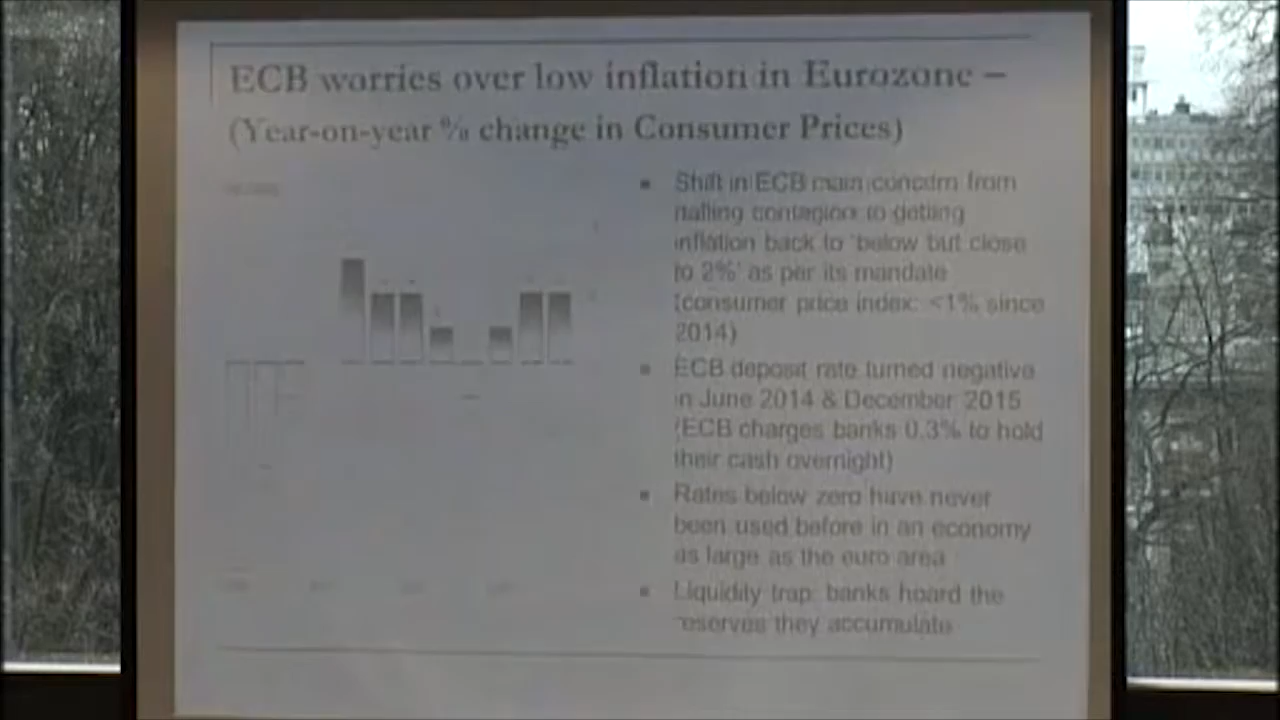 ECB worries over low inflation in Eurozone –
(Year-on-year % change in Consumer Prices)
▪ Shift in ECB main concern from
halling contagion to getting
inflation back to 'below but close
to 2%' as per its mandate
(consumer price index: <1% since
2014)
▪ ECB deposit rate turned negative
in June 2014 & December 2015
(ECB charges banks 0.3% to hold
their cash overnight)
▪ Rates below zero have never
been used before in an economy
as large as the euro area
▪ Liquidity trap: banks hoard the
reserves they accumulate